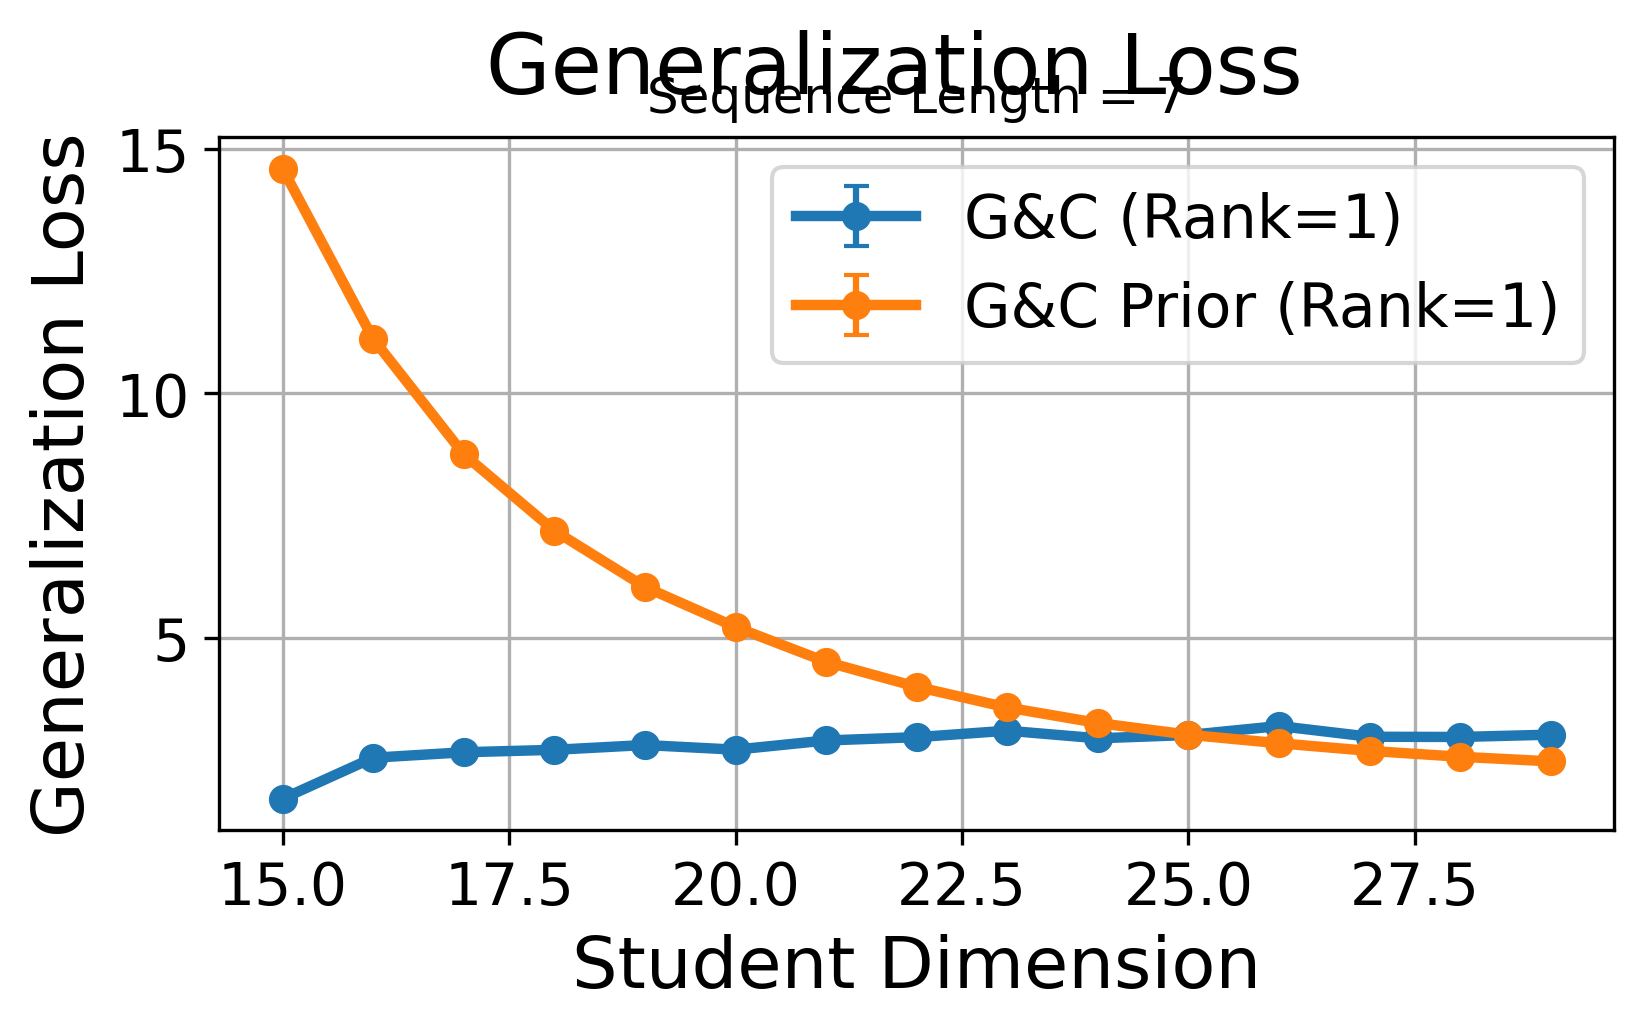 Generalization Loss
Sequence Length = 7
Generalization Loss
15
10
5
G&C (Rank=1)
G&C Prior (Rank=1)
15.0 17.5 20.0 22.5 25.0 27.5
Student Dimension